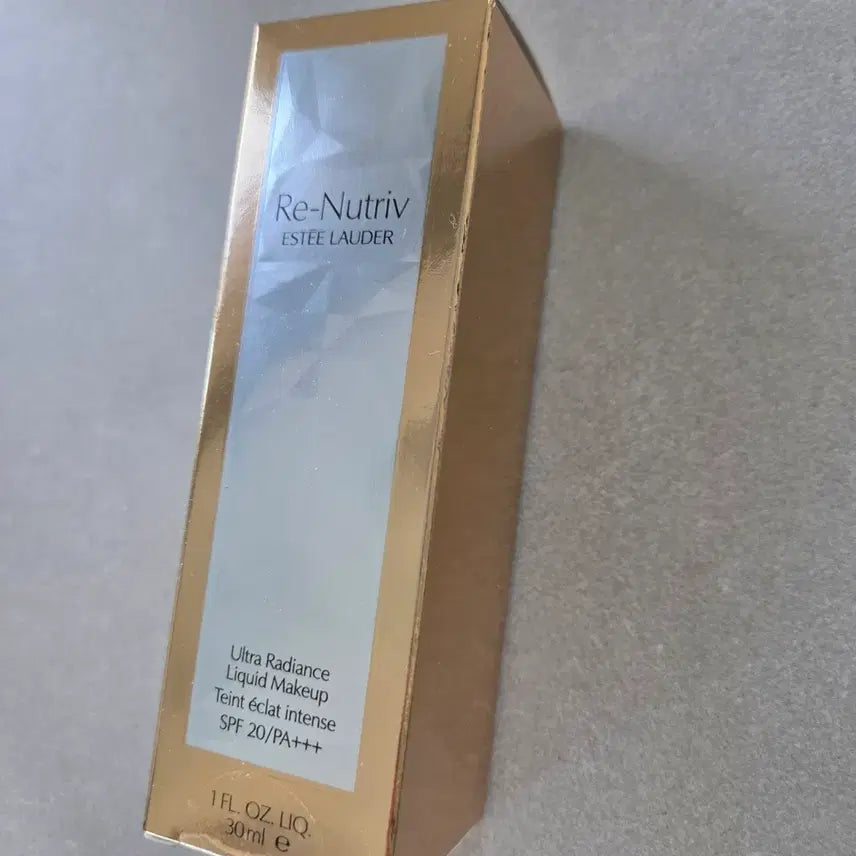 Re-Nutriv
ESTĒE LAUDER
Ultra Radiance
Liquid Makeup
Teint éclat intense
SPF 20/PA+++
1 FL. OZ. LIQ.
30ml ℮